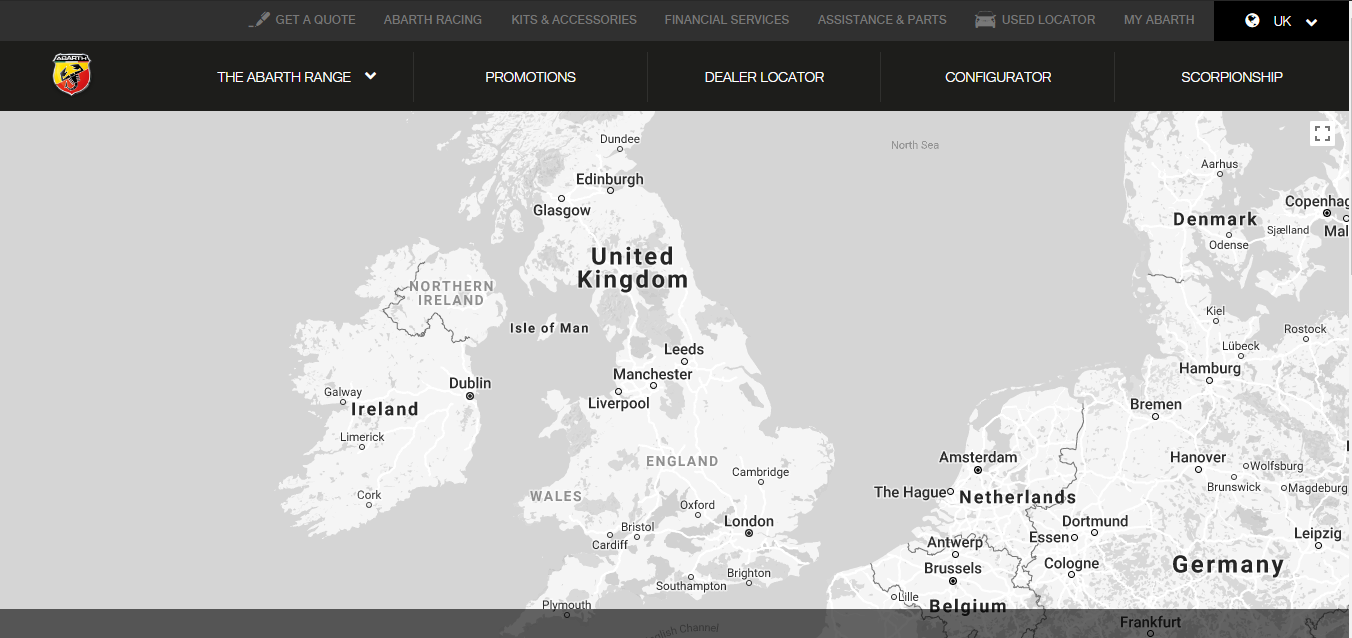 GET A QUOTE ABARTH RACING KITS & ACCESSORIES FINANCIAL SERVICES ASSISTANCE & PARTS USED LOCATOR MY ABARTH UK
ABARTH
THE ABARTH RANGE PROMOTIONS DEALER LOCATOR CONFIGURATOR SCORPIONSHIP
Dundee
North Sea
Aarhus
Edinburgh
Glasgow
Copenhag
Denmark
Sjælland
Mal
Odense
United
Kingdom
NORTHERN
IRELAND
Isle of Man
Kiel
Rostock
Leeds
Lübeck
Manchester
Hamburg
Dublin
Galway
Liverpool
Bremen
Ireland
Limerick
Amsterdam
Hanover
ENGLAND
Wolfsburg
Cambridge
Brunswick
Magdeburg
The Hague
Netherlands
WALES
Cork
Oxford
London
Dortmund
Bristol
Essen
Leipzig
Cardiff
Antwerp
Cologne
Germany
Brussels
Brighton
Southampton
Lille
Belgium
Plymouth
Frankfurt
nglish Channel